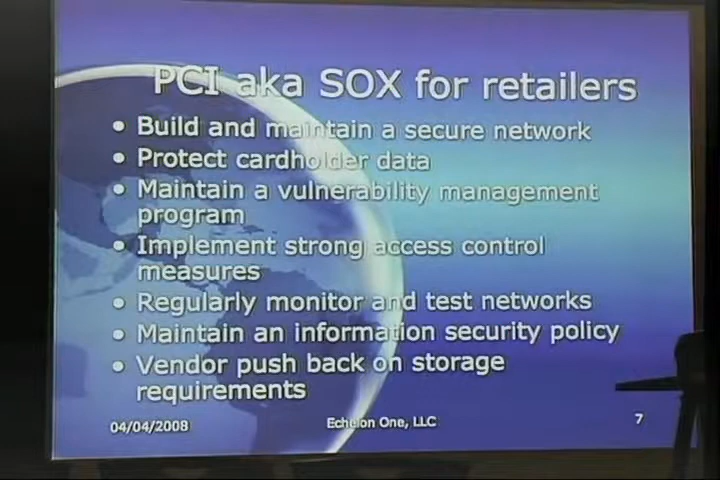 PCI aka SOX for retailers
• Build and maintain a secure network
• Protect cardholder data
• Maintain a vulnerability management
program
• Implement strong access control
measures
• Regularly monitor and test networks
• Maintain an information security policy
• Vendor push back on storage
requirements
04/04/2008 Echelon One, LLC 7